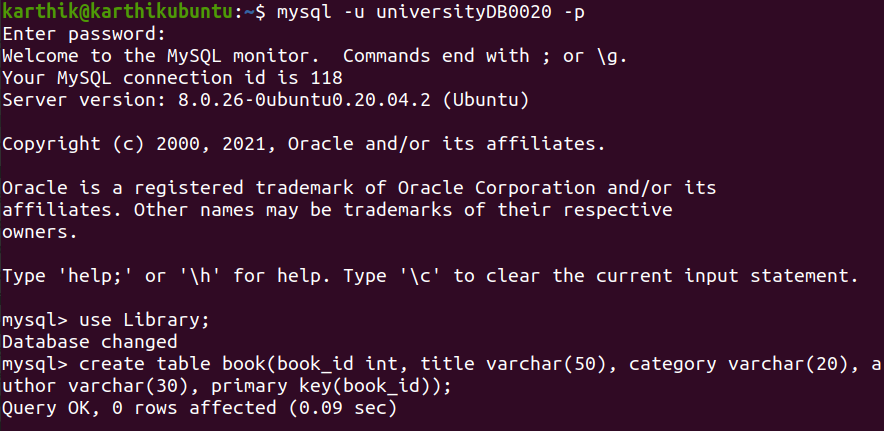 karthik@karthikubuntu:~$ mysql -u universityDB0020 -p
Enter password:
Welcome to the MySQL monitor.  Commands end with ; or \g.
Your MySQL connection id is 118
Server version: 8.0.26-0ubuntu0.20.04.2 (Ubuntu)
Copyright (c) 2000, 2021, Oracle and/or its affiliates.
Oracle is a registered trademark of Oracle Corporation and/or its
affiliates. Other names may be trademarks of their respective
owners.
Type 'help;' or '\h' for help. Type '\c' to clear the current input statement.
mysql> use Library;
Database changed
mysql> create table book(book_id int, title varchar(50), category varchar(20), a
uthor varchar(30), primary key(book_id));
Query OK, 0 rows affected (0.09 sec)